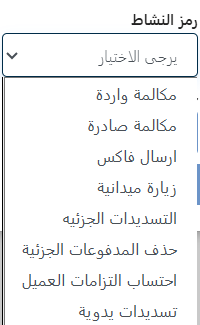 رمز النشاط
يرجى الاختيار
مكالمة واردة
مكالمة صادرة
ارسال فاكس
زيارة ميدانية
التسديدات الجزئيه
حذف المدفوعات الجزئية
احتساب التزامات العميل
تسديدات يدوية